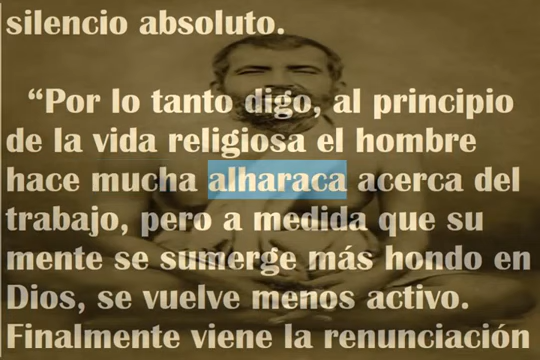 silencio absoluto.
“Por lo tanto digo, al principio
de la vida religiosa el hombre
hace mucha alharaca acerca del
trabajo, pero a medida que su
mente se sumerge más hondo en
Dios, se vuelve menos activo.
Finalmente viene la renunciación